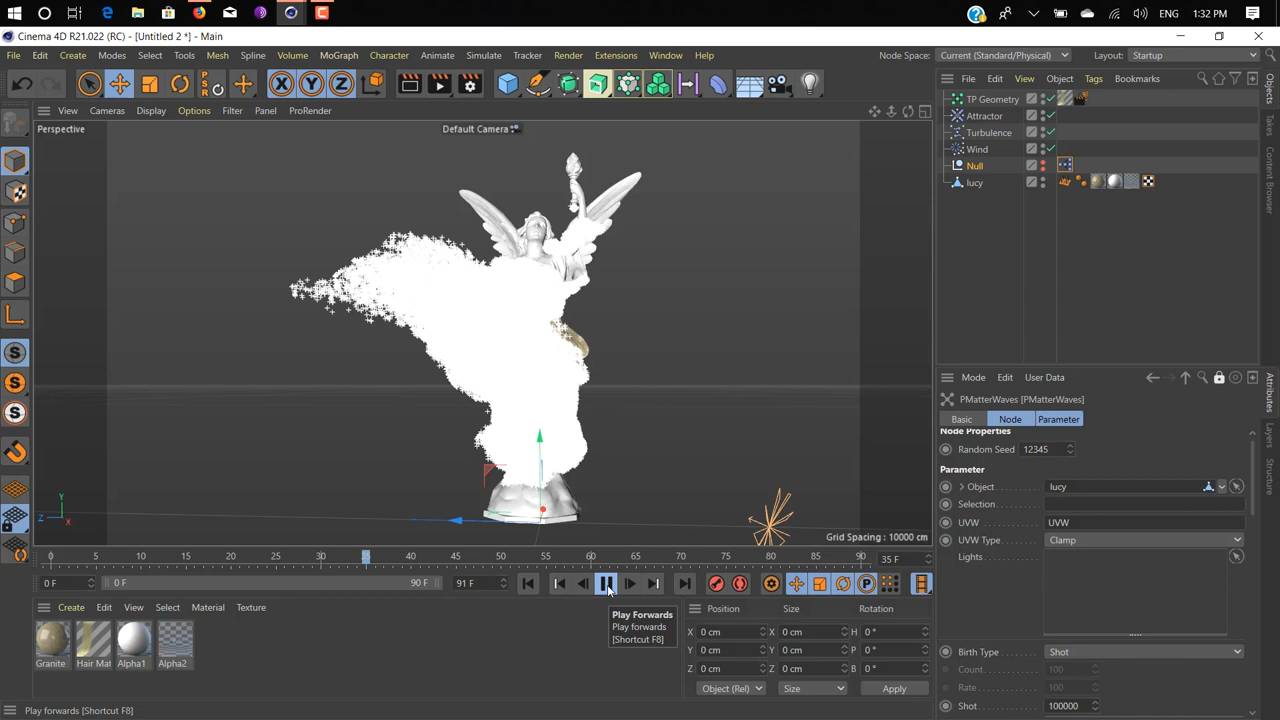 ENG 1:32 PM
Cinema 4D R21.022 (RC) - [Untitled 2 *] - Main
File Edit Create Modes Select Tools Mesh Spline Volume MoGraph Character Animate Simulate Tracker Render Extensions Window Help
Node Space: Current (Standard/Physical) Layout: Startup
X Y Z
File Edit View Object Tags Bookmarks
View Cameras Display Options Filter Panel ProRender
Perspective
Default Camera
TP Geometry
Attractor
Turbulence
Wind
Null
lucy
Objects
Takes
Content Browser
Mode Edit User Data
PMatterWaves [PMatterWaves]
Basic Node Parameter
Node Properties
Random Seed 12345
Parameter
Object lucy
Selection
UVW UVW
UVW Type Clamp
Lights
Birth Type Shot
Count 100
Rate 100
Shot 100000
Attributes
Layers
Structure
Y
Z X
Grid Spacing : 10000 cm
0 5 10 15 20 25 30 35 40 45 50 55 60 65 70 75 80 85 90
35 F
0 F 0 F 90 F 91 F
Play Forwards
Play forwards
[Shortcut F8]
Create Edit View Select Material Texture
Granite Hair Mat Alpha1 Alpha2
Position Size Rotation
X 0 cm X 0 cm H 0 °
Y 0 cm Y 0 cm P 0 °
Z 0 cm Z 0 cm B 0 °
Object (Rel) Size Apply
Play forwards [Shortcut F8]